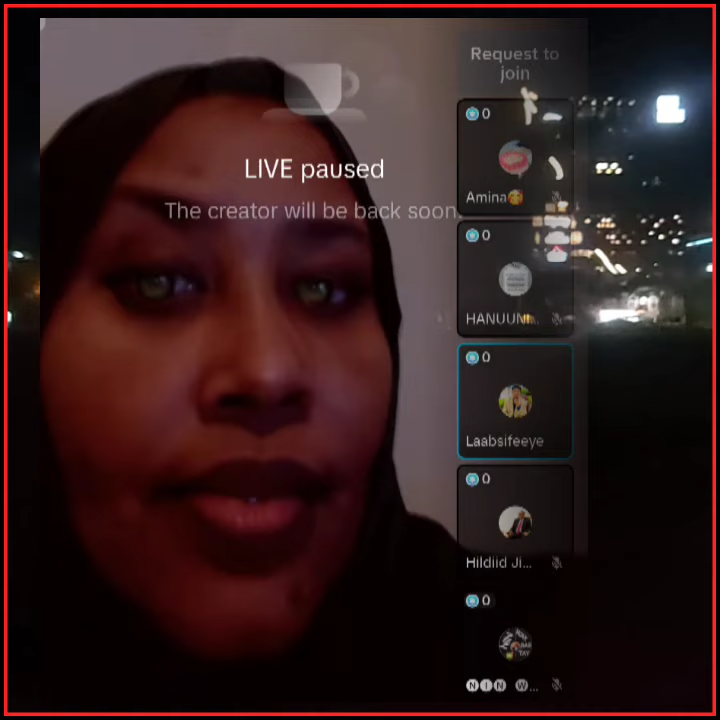 Request to
join
LIVE paused
The creator will be back soon.
0
Amina🥰
0
HANUUN...
0
Laabsifeeye
0
Hildiid Ji...
0
NIN W...